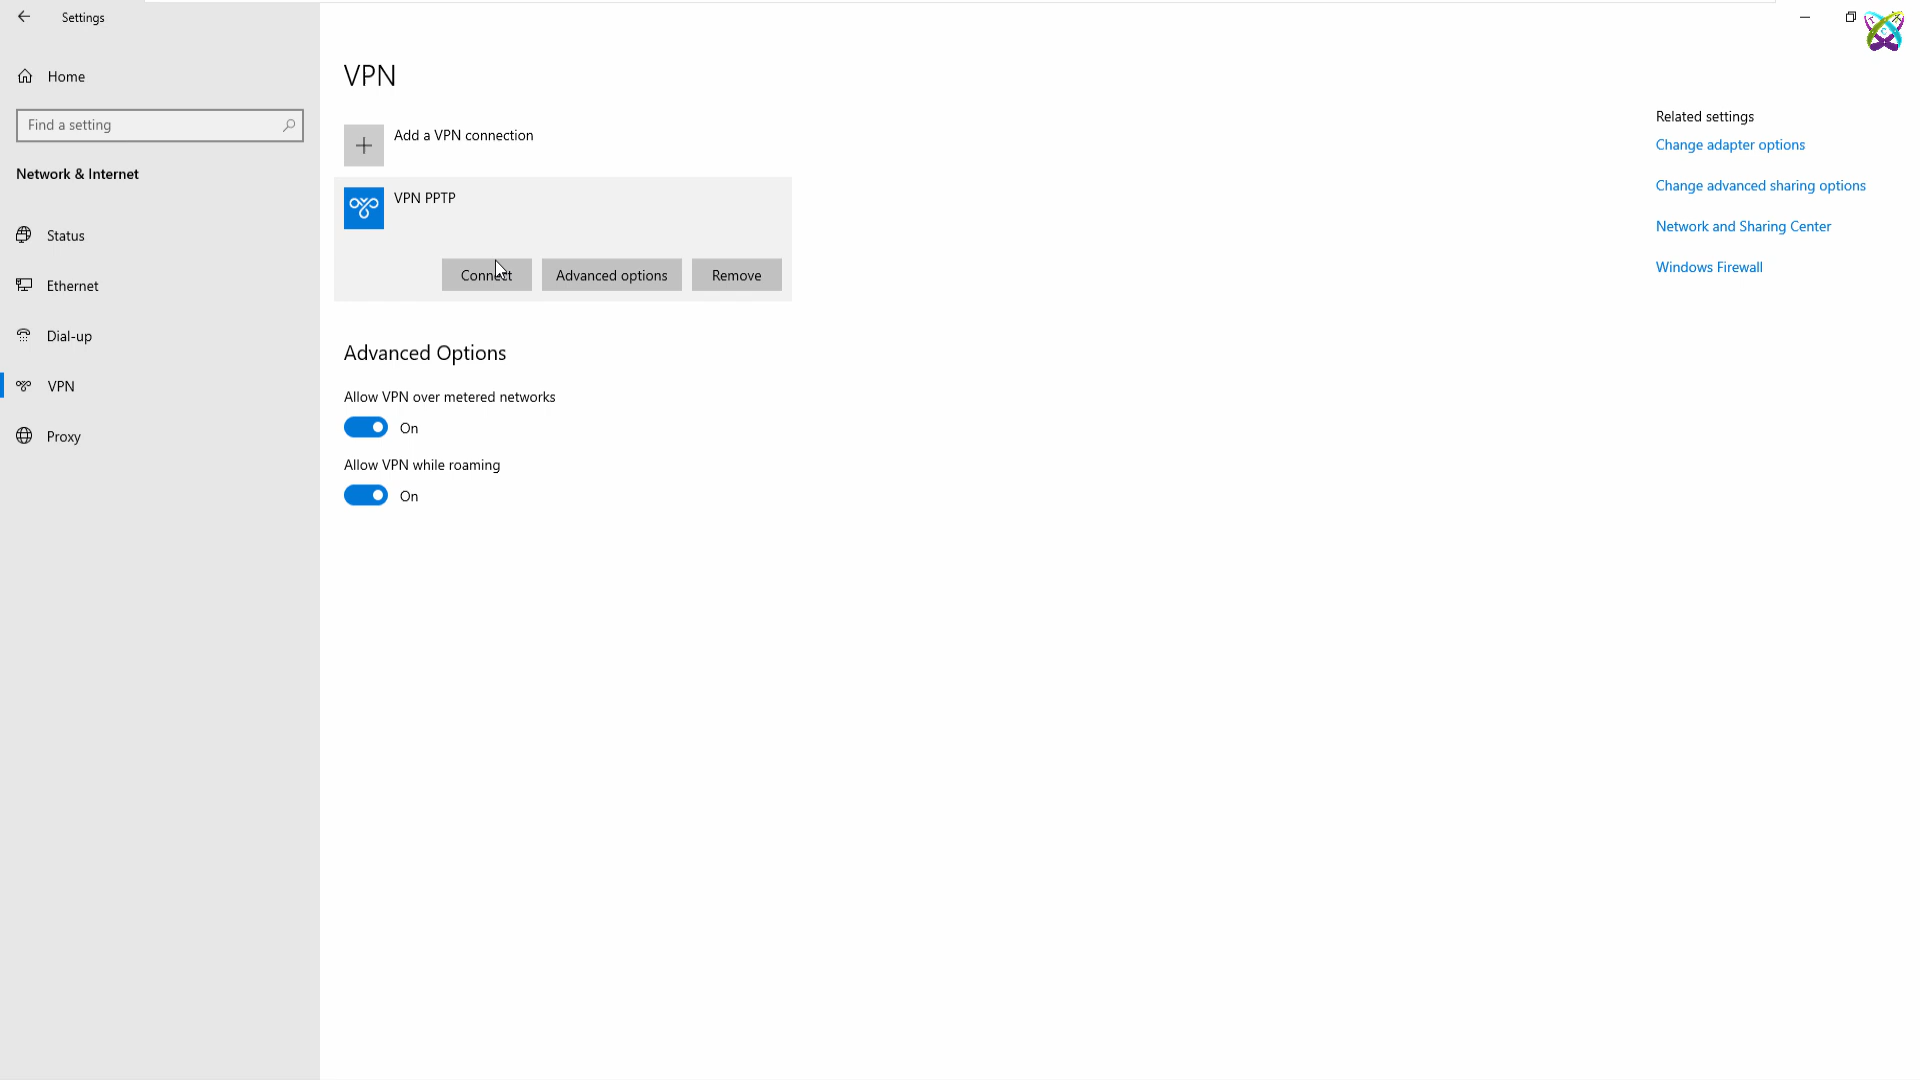 Settings
Home
Find a setting
Network & Internet
Status
Ethernet
Dial-up
VPN
Proxy
VPN
Add a VPN connection
VPN PPTP
Connect
Advanced options
Remove
Advanced Options
Allow VPN over metered networks
On
Allow VPN while roaming
On
Related settings
Change adapter options
Change advanced sharing options
Network and Sharing Center
Windows Firewall